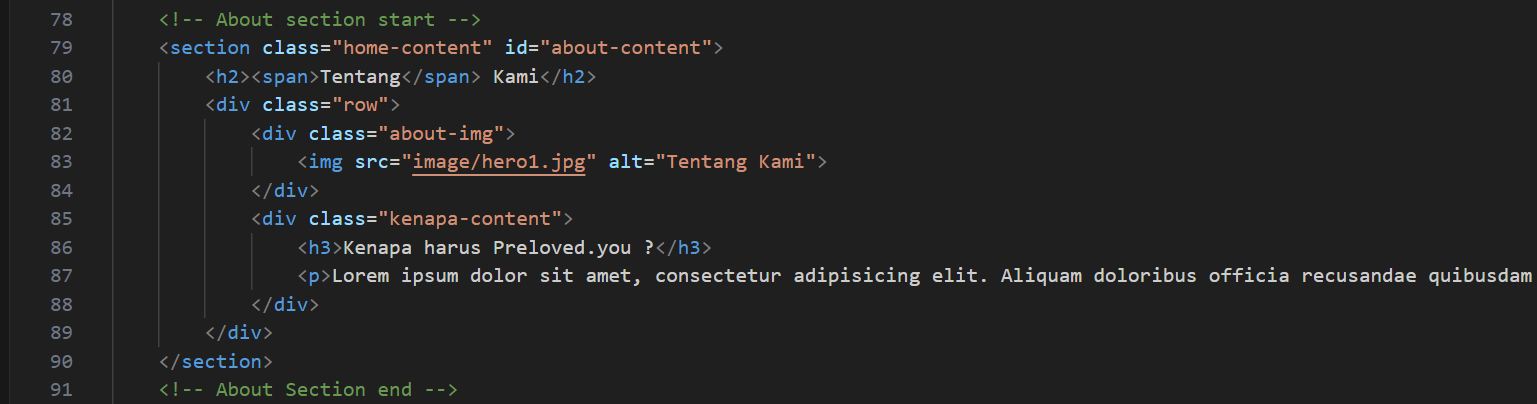 78 <!-- About section start -->
79 <section class="home-content" id="about-content">
80 <h2><span>Tentang</span> Kami</h2>
81 <div class="row">
82 <div class="about-img">
83 <img src="image/hero1.jpg" alt="Tentang Kami">
84 </div>
85 <div class="kenapa-content">
86 <h3>Kenapa harus Preloved.you ?</h3>
87 <p>Lorem ipsum dolor sit amet, consectetur adipisicing elit. Aliquam doloribus officia recusandae quibusdam
88 </div>
89 </div>
90 </section>
91 <!-- About Section end -->